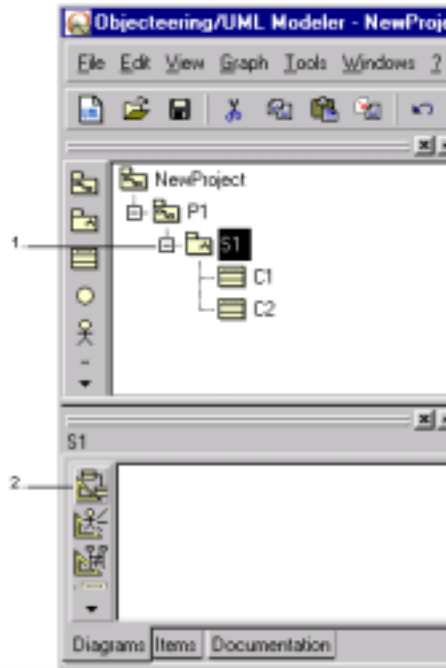 Objecteering/UML Modeler - NewProje
File Edit View Graph Tools Windows ?
NewProject
P1
1
S1
C1
C2
S1
2
Diagrams Items Documentation